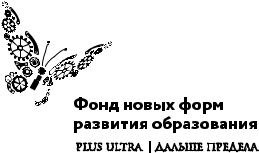 Фонд новых форм
развития образования
PLUS ULTRA | ДАЛЬШЕ ПРЕДЕЛА